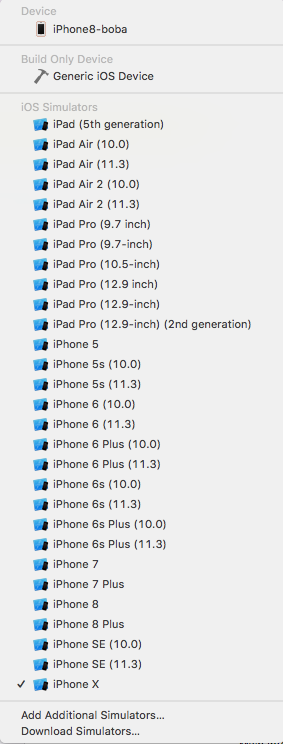 Device
iPhone8-boba
Build Only Device
Generic iOS Device
iOS Simulators
iPad (5th generation)
iPad Air (10.0)
iPad Air (11.3)
iPad Air 2 (10.0)
iPad Air 2 (11.3)
iPad Pro (9.7 inch)
iPad Pro (9.7-inch)
iPad Pro (10.5-inch)
iPad Pro (12.9 inch)
iPad Pro (12.9-inch)
iPad Pro (12.9-inch) (2nd generation)
iPhone 5
iPhone 5s (10.0)
iPhone 5s (11.3)
iPhone 6 (10.0)
iPhone 6 (11.3)
iPhone 6 Plus (10.0)
iPhone 6 Plus (11.3)
iPhone 6s (10.0)
iPhone 6s (11.3)
iPhone 6s Plus (10.0)
iPhone 6s Plus (11.3)
iPhone 7
iPhone 7 Plus
iPhone 8
iPhone 8 Plus
iPhone SE (10.0)
iPhone SE (11.3)
✓ iPhone X
Add Additional Simulators...
Download Simulators...